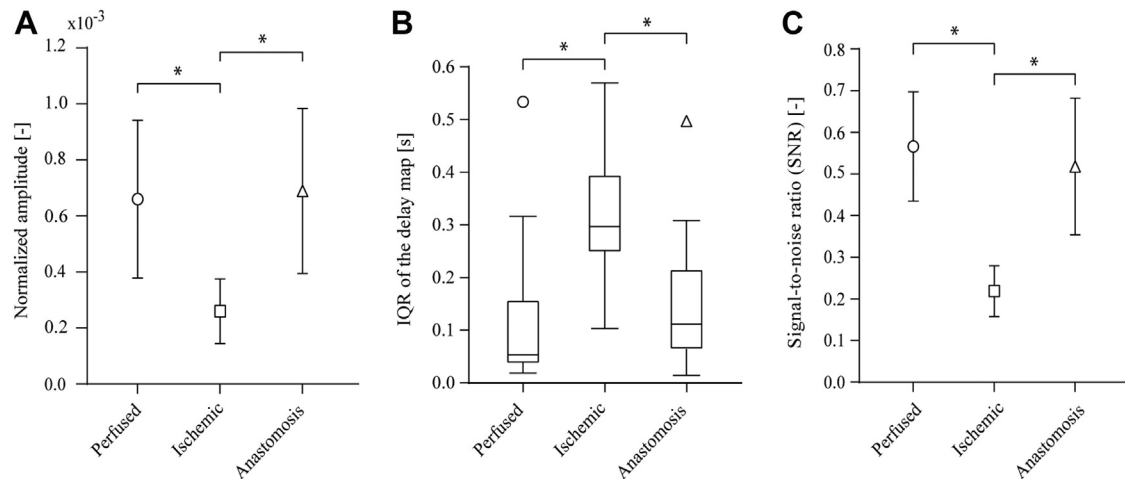 A
x10-3
Normalized amplitude [-]
1.2
1.0
0.8
0.6
0.4
0.2
0.0
*
*
Perfused
Ischemic
Anastomosis
B
IQR of the delay map [s]
0.6
0.5
0.4
0.3
0.2
0.1
0.0
*
*
Perfused
Ischemic
Anastomosis
C
Signal-to-noise ratio (SNR) [-]
0.8
0.7
0.6
0.5
0.4
0.3
0.2
0.1
0.0
*
*
Perfused
Ischemic
Anastomosis